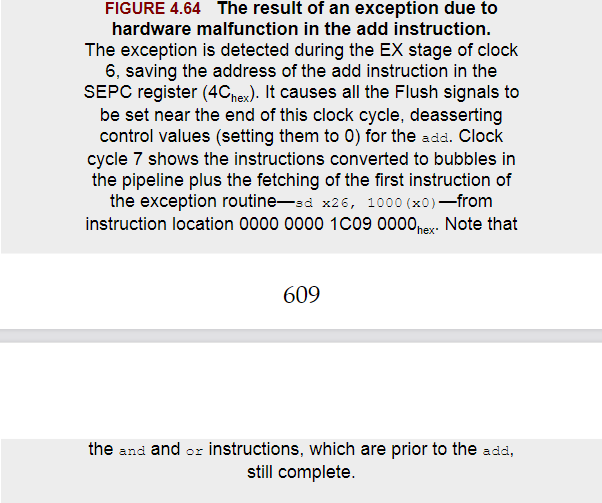 FIGURE 4.64 The result of an exception due to
hardware malfunction in the add instruction.
The exception is detected during the EX stage of clock
6, saving the address of the add instruction in the
SEPC register (4Chex). It causes all the Flush signals to
be set near the end of this clock cycle, deasserting
control values (setting them to 0) for the add. Clock
cycle 7 shows the instructions converted to bubbles in
the pipeline plus the fetching of the first instruction of
the exception routine—sd x26, 1000(x0)—from
instruction location 0000 0000 1C09 0000hex. Note that
609
the and and or instructions, which are prior to the add,
still complete.